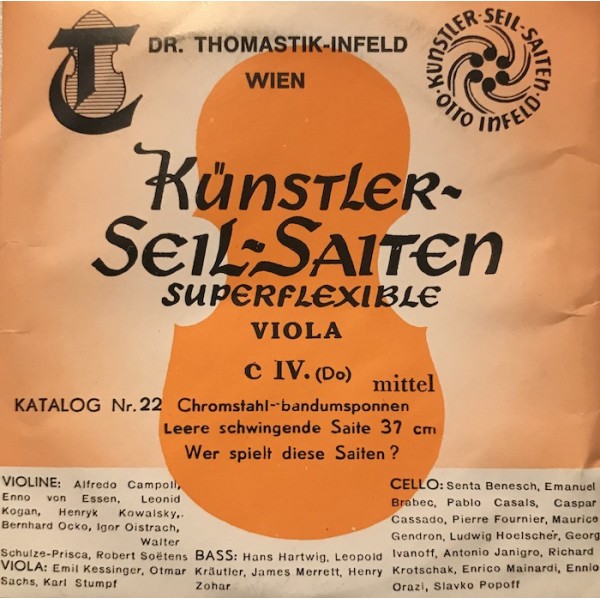 DR. THOMASTIK-INFELD
WIEN
KÜNSTLER-SEIL-SAITEN
OTTO INFELD
KÜNSTLER-
SEIL-SAITEN
SUPERFLEXIBLE
VIOLA
C IV. (Do) mittel
KATALOG Nr. 22 Chromstahl-bandumsponnen
Leere schwingende Saite 37 cm
Wer spielt diese Saiten?
VIOLINE: Alfredo Campoli,
Enno von Essen, Leonid
Kogan, Henryk Kowalsky,
Bernhard Ocko, Igor Oistrach,
Walter
Schulze-Prisca, Robert Soëtens
VIOLA: Emil Kessinger, Otmar
Sachs, Karl Stumpf
BASS: Hans Hartwig, Leopold
Kräutler, James Merrett, Henry
Zohar
CELLO: Senta Benesch, Emanuel
Brabec, Pablo Casals, Caspar
Cassado, Pierre Fournier, Maurice
Gendron, Ludwig Hoelscher, Georg
Ivanoff, Antonio Janigro, Richard
Krotschak, Enrico Mainardi, Ennio
Orazi, Slavko Popoff